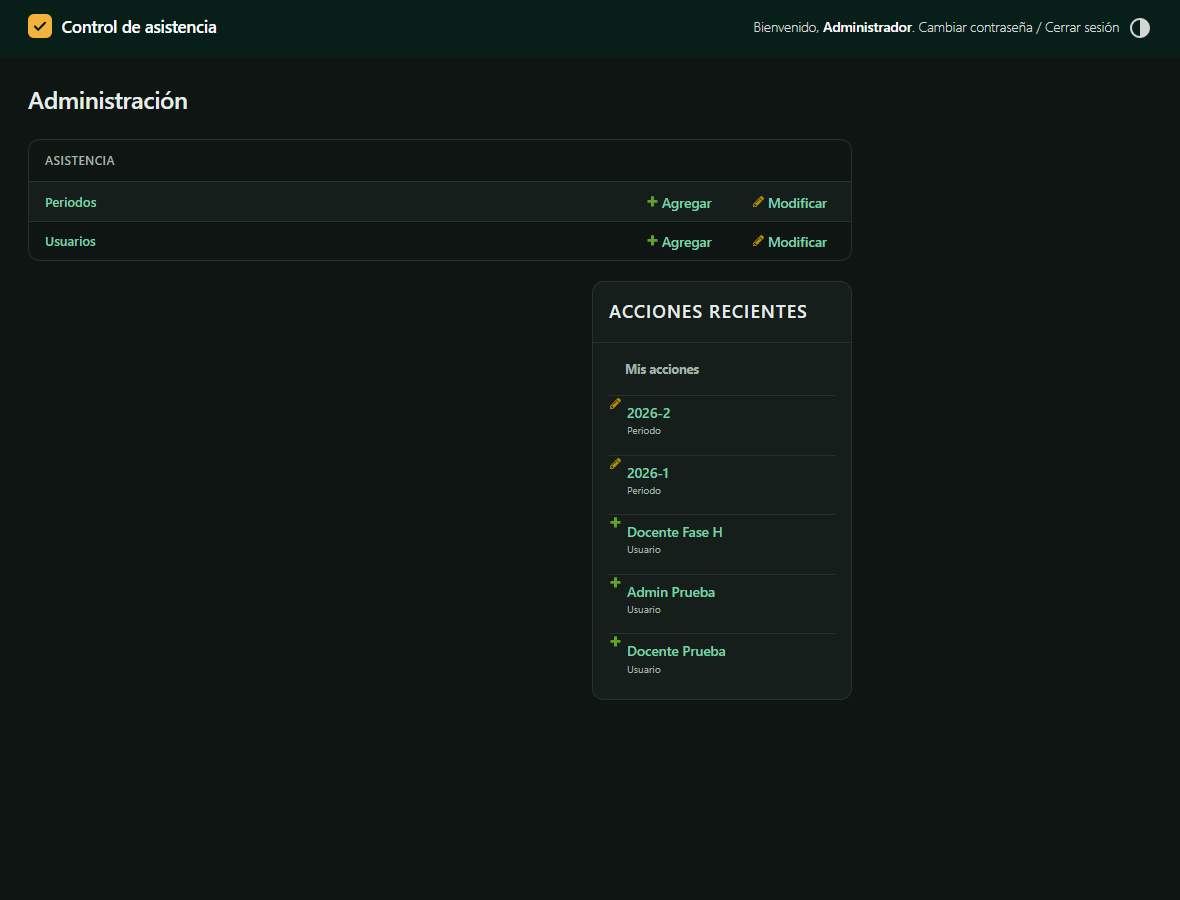 Control de asistencia
Bienvenido, Administrador. Cambiar contraseña / Cerrar sesión
Administración
ASISTENCIA
Periodos Agregar Modificar
Usuarios Agregar Modificar
ACCIONES RECIENTES
Mis acciones
2026-2
Periodo
2026-1
Periodo
Docente Fase H
Usuario
Admin Prueba
Usuario
Docente Prueba
Usuario